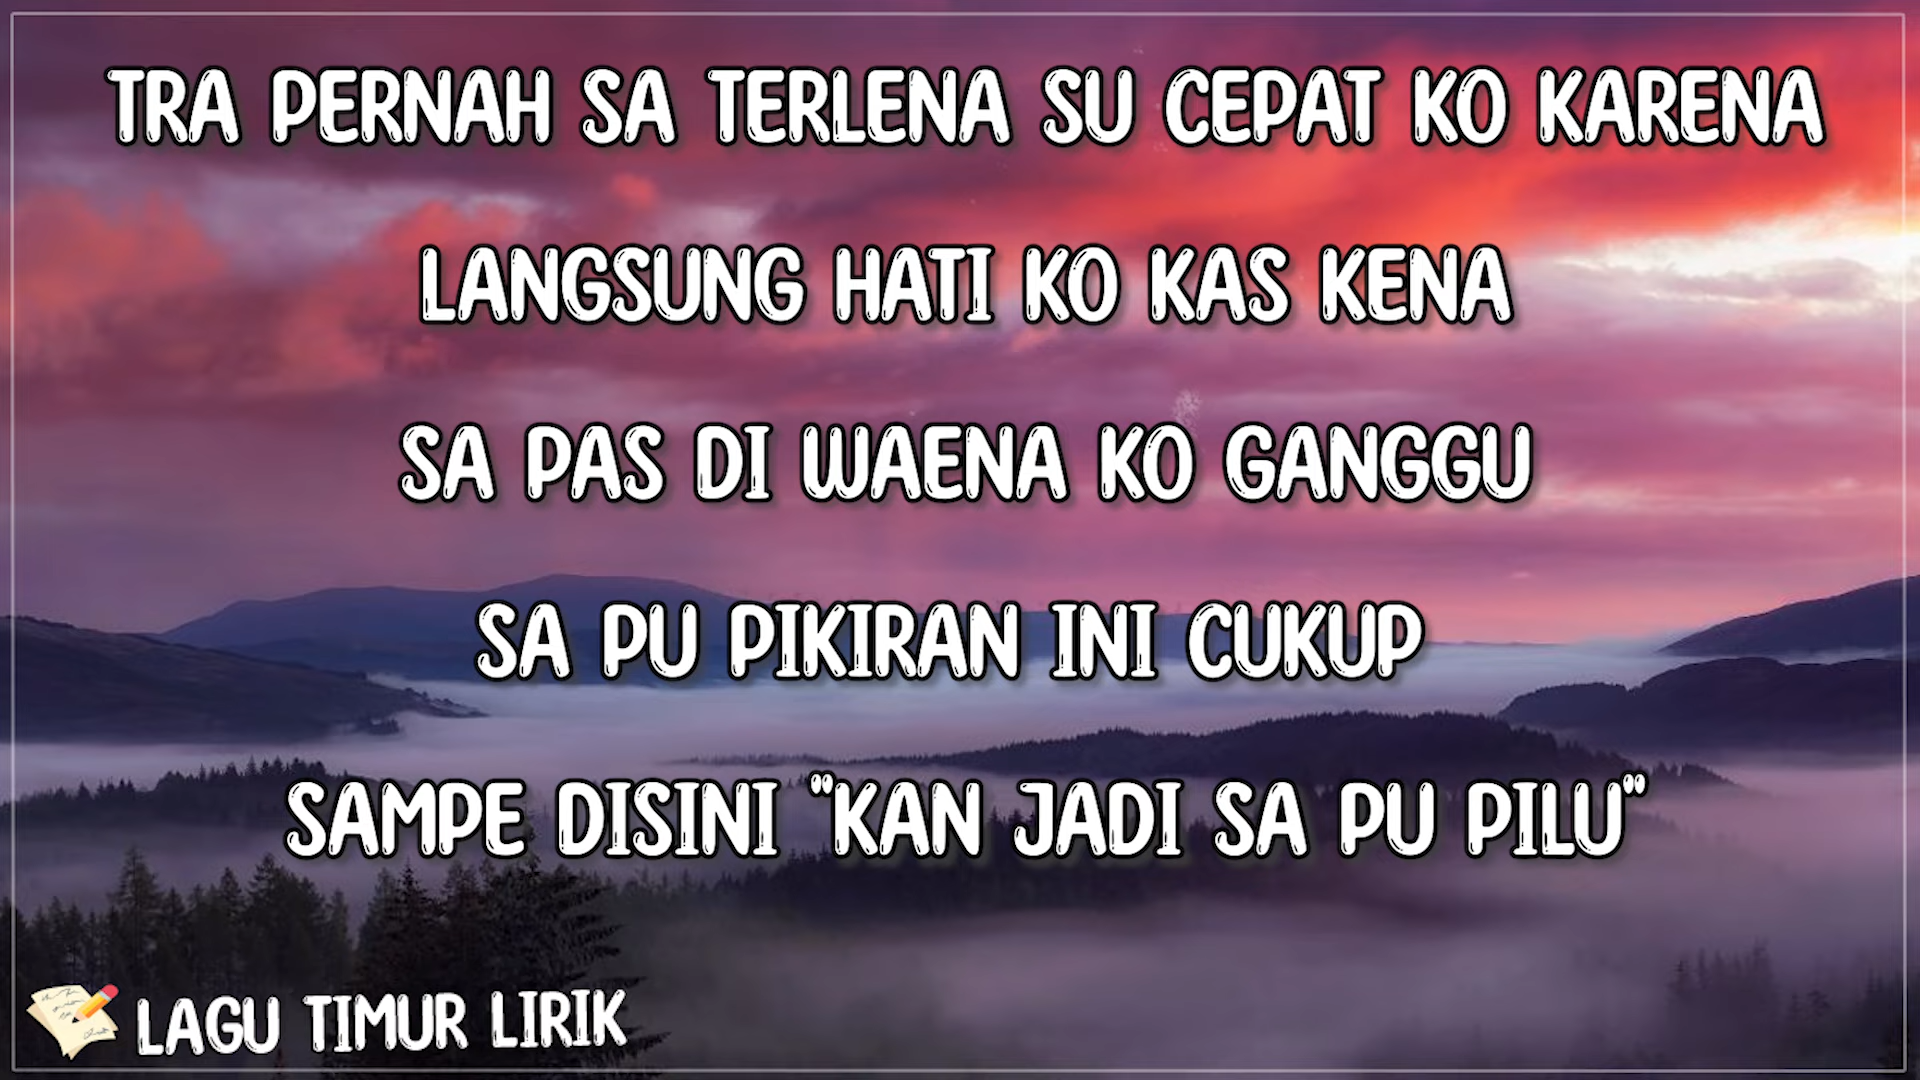 TRA PERNAH SA TERLENA SU CEPAT KO KARENA
LANGSUNG HATI KO KAS KENA
SA PAS DI WAENA KO GANGGU
SA PU PIKIRAN INI CUKUP
SAMPE DISINI "KAN JADI SA PU PILU"
LAGU TIMUR LIRIK